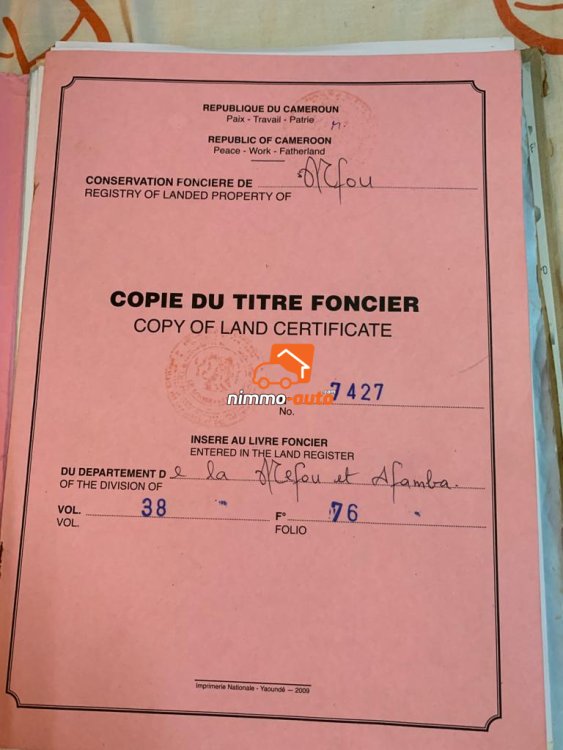 REPUBLIQUE DU CAMEROUN
Paix - Travail - Patrie
REPUBLIC OF CAMEROON
Peace - Work - Fatherland
CONSERVATION FONCIERE DE Mfou
REGISTRY OF LANDED PROPERTY OF
COPIE DU TITRE FONCIER
COPY OF LAND CERTIFICATE
nimmo-auto.com
No. 7427
INSERE AU LIVRE FONCIER
ENTERED IN THE LAND REGISTER
DU DEPARTEMENT De la Mefou et Afamba.
OF THE DIVISION OF
VOL. 38 F° 76
VOL. FOLIO
Imprimerie Nationale - Yaoundé — 2009